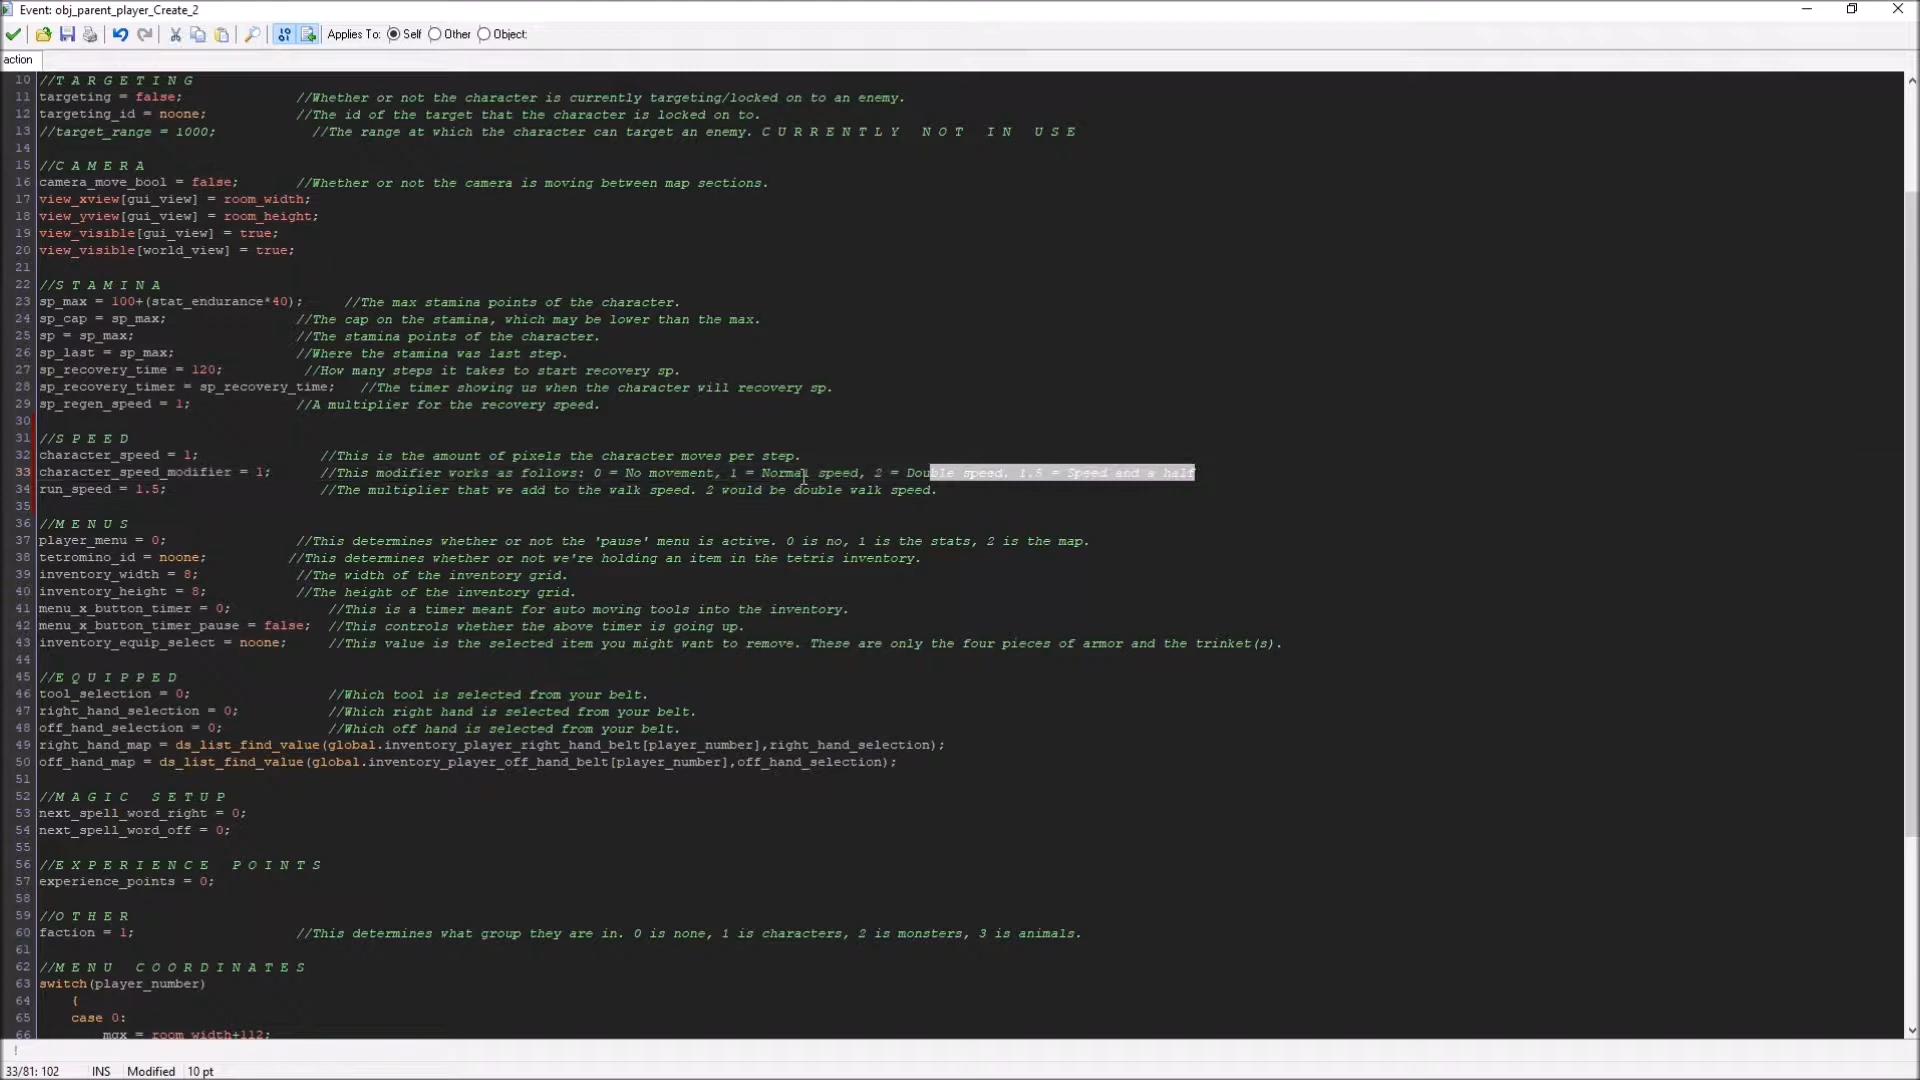 Event: obj_parent_player_Create_2
Applies To: Self Other Object:
action
10 //T A R G E T I N G
11 targeting = false; //Whether or not the character is currently targeting/locked on to an enemy.
12 targeting_id = noone; //The id of the target that the character is locked on to.
13 //target_range = 1000; //The range at which the character can target an enemy. C U R R E N T L Y   N O T   I N   U S E
14
15 //C A M E R A
16 camera_move_bool = false; //Whether or not the camera is moving between map sections.
17 view_xview[gui_view] = room_width;
18 view_yview[gui_view] = room_height;
19 view_visible[gui_view] = true;
20 view_visible[world_view] = true;
21
22 //S T A M I N A
23 sp_max = 100+(stat_endurance*40); //The max stamina points of the character.
24 sp_cap = sp_max; //The cap on the stamina, which may be lower than the max.
25 sp = sp_max; //The stamina points of the character.
26 sp_last = sp_max; //Where the stamina was last step.
27 sp_recovery_time = 120; //How many steps it takes to start recovery sp.
28 sp_recovery_timer = sp_recovery_time; //The timer showing us when the character will recovery sp.
29 sp_regen_speed = 1; //A multiplier for the recovery speed.
30
31 //S P E E D
32 character_speed = 1; //This is the amount of pixels the character moves per step.
33 character_speed_modifier = 1; //This modifier works as follows: 0 = No movement, 1 = Normal speed, 2 = Double speed. 1.5 = Speed and a half
34 run_speed = 1.5; //The multiplier that we add to the walk speed. 2 would be double walk speed.
35
36 //M E N U S
37 player_menu = 0; //This determines whether or not the 'pause' menu is active. 0 is no, 1 is the stats, 2 is the map.
38 tetromino_id = noone; //This determines whether or not we're holding an item in the tetris inventory.
39 inventory_width = 8; //The width of the inventory grid.
40 inventory_height = 8; //The height of the inventory grid.
41 menu_x_button_timer = 0; //This is a timer meant for auto moving tools into the inventory.
42 menu_x_button_timer_pause = false; //This controls whether the above timer is going up.
43 inventory_equip_select = noone; //This value is the selected item you might want to remove. These are only the four pieces of armor and the trinket(s).
44
45 //E Q U I P P E D
46 tool_selection = 0; //Which tool is selected from your belt.
47 right_hand_selection = 0; //Which right hand is selected from your belt.
48 off_hand_selection = 0; //Which off hand is selected from your belt.
49 right_hand_map = ds_list_find_value(global.inventory_player_right_hand_belt[player_number],right_hand_selection);
50 off_hand_map = ds_list_find_value(global.inventory_player_off_hand_belt[player_number],off_hand_selection);
51
52 //M A G I C   S E T U P
53 next_spell_word_right = 0;
54 next_spell_word_off = 0;
55
56 //E X P E R I E N C E   P O I N T S
57 experience_points = 0;
58
59 //O T H E R
60 faction = 1; //This determines what group they are in. 0 is none, 1 is characters, 2 is monsters, 3 is animals.
61
62 //M E N U   C O O R D I N A T E S
63 switch(player_number)
64 {
65 case 0:
66 mgx = room_width+112;
33/81: 102 INS Modified 10 pt